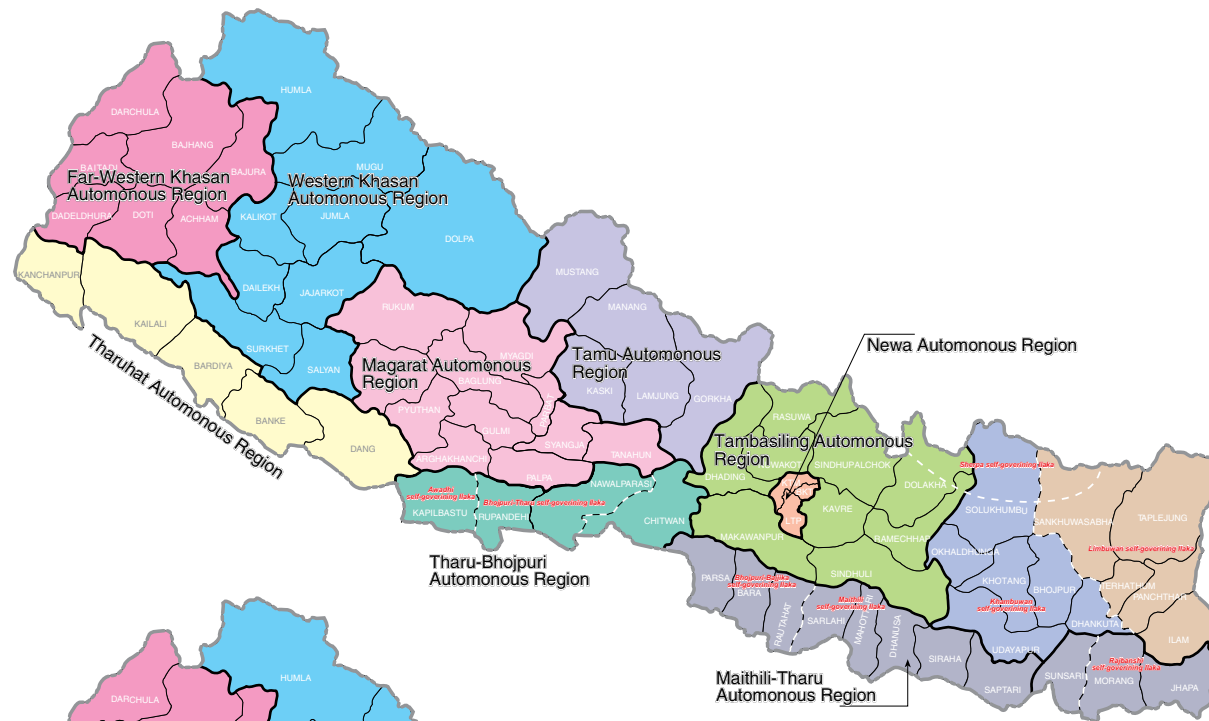 HUMLA
DARCHULA
BAJHANG
BAITADI
BAJURA
MUGU
Far-Western Khasan
Automonous Region
Western Khasan
Automonous Region
DADELDHURA
DOTI
ACHHAM
KALIKOT
JUMLA
DOLPA
KANCHANPUR
MUSTANG
DAILEKH
JAJARKOT
RUKUM
MANANG
KAILALI
SURKHET
Newa Automonous Region
Tharuhat Automonous Region
BARDIYA
SALYAN
MYAGDI
Tamu Automonous
Region
Magarat Automonous
Region
BAGLUNG
KASKI
LAMJUNG
GORKHA
PYUTHAN
BANKE
GULMI
SYANGJA
RASUWA
DANG
TANAHUN
Tambasiling Automonous
Region
ARGHAKHANCHI
PALPA
SINDHUPALCHOK
DHADING
DOLAKHA
Sherpa self-governing Ilaka
NAWALPARASI
Awadhi
self-governing Ilaka
Bhojpuri-Tharu self-governing Ilaka
KAPILBASTU
RUPANDEHI
CHITWAN
LTP
KAVRE
SOLUKHUMBU
SANKHUWASABHA
TAPLEJUNG
MAKAWANPUR
RAMECHHAP
OKHALDHUNGA
Limbuwan self-governing Ilaka
Tharu-Bhojpuri
Automonous Region
PARSA
BARA
Bhojpuri-Bajjika
self-governing Ilaka
SINDHULI
KHOTANG
BHOJPUR
TERHATHUM
PANCHTHAR
Maithili
self-governing Ilaka
Khambuwan
self-governing Ilaka
RAUTAHAT
SARLAHI
MAHOTTARI
DHANUSA
DHANKUTA
ILAM
UDAYAPUR
SIRAHA
Rajbanshi
self-governing Ilaka
SUNSARI
MORANG
JHAPA
SAPTARI
Maithili-Tharu
Automonous Region
HUMLA
DARCHULA